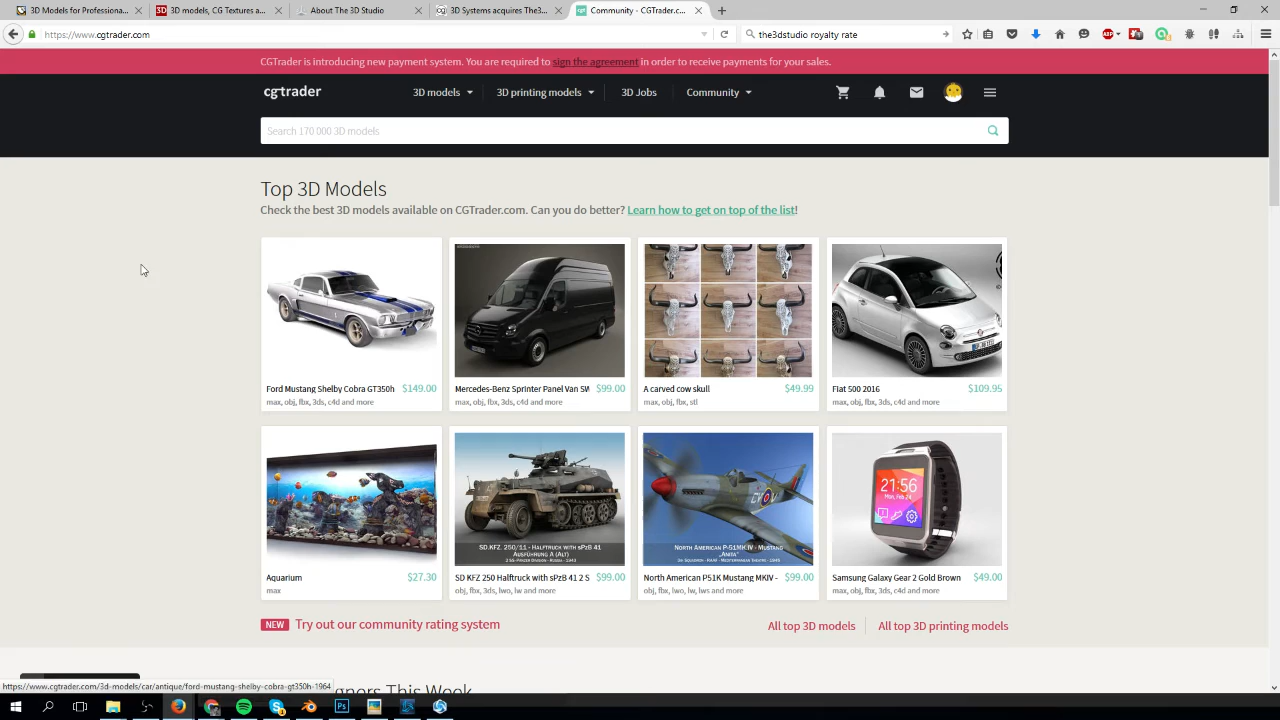 3D Models for Professional...
3D models, CG Textures a...
About The 3D Studio
3D Systems acquires The3...
Community - CGTrader.c...
https://www.cgtrader.com
the3dstudio royalty rate
CGTrader is introducing new payment system. You are required to sign the agreement in order to receive payments for your sales.
cgtrader
3D models
3D printing models
3D Jobs
Community
Search 170 000 3D models
Top 3D Models
Check the best 3D models available on CGTrader.com. Can you do better? Learn how to get on top of the list!
Ford Mustang Shelby Cobra GT350h $149.00
max, obj, fbx, 3ds, c4d and more
Mercedes-Benz Sprinter Panel Van SW $99.00
max, obj, fbx, 3ds, c4d and more
A carved cow skull $49.99
max, obj, fbx, stl
Fiat 500 2016 $109.95
max, obj, fbx, 3ds, c4d and more
SD.KFZ. 250/11 - Halftruck with sPzB 41
Ausführung A (Alt)
North American P-51MK.IV - Mustang
„Anita"
21:56
Mon, Feb 24
Aquarium $27.30
max
SD KFZ 250 Halftruck with sPzB 41 2 S $99.00
obj, fbx, 3ds, lwo, lw and more
North American P51K Mustang MKIV - $99.00
obj, fbx, lwo, lw, lws and more
Samsung Galaxy Gear 2 Gold Brown $49.00
max, obj, fbx, 3ds, c4d and more
NEW Try out our community rating system
All top 3D models
All top 3D printing models
https://www.cgtrader.com/3d-models/car/antique/ford-mustang-shelby-cobra-gt350h-1964
gners This Week